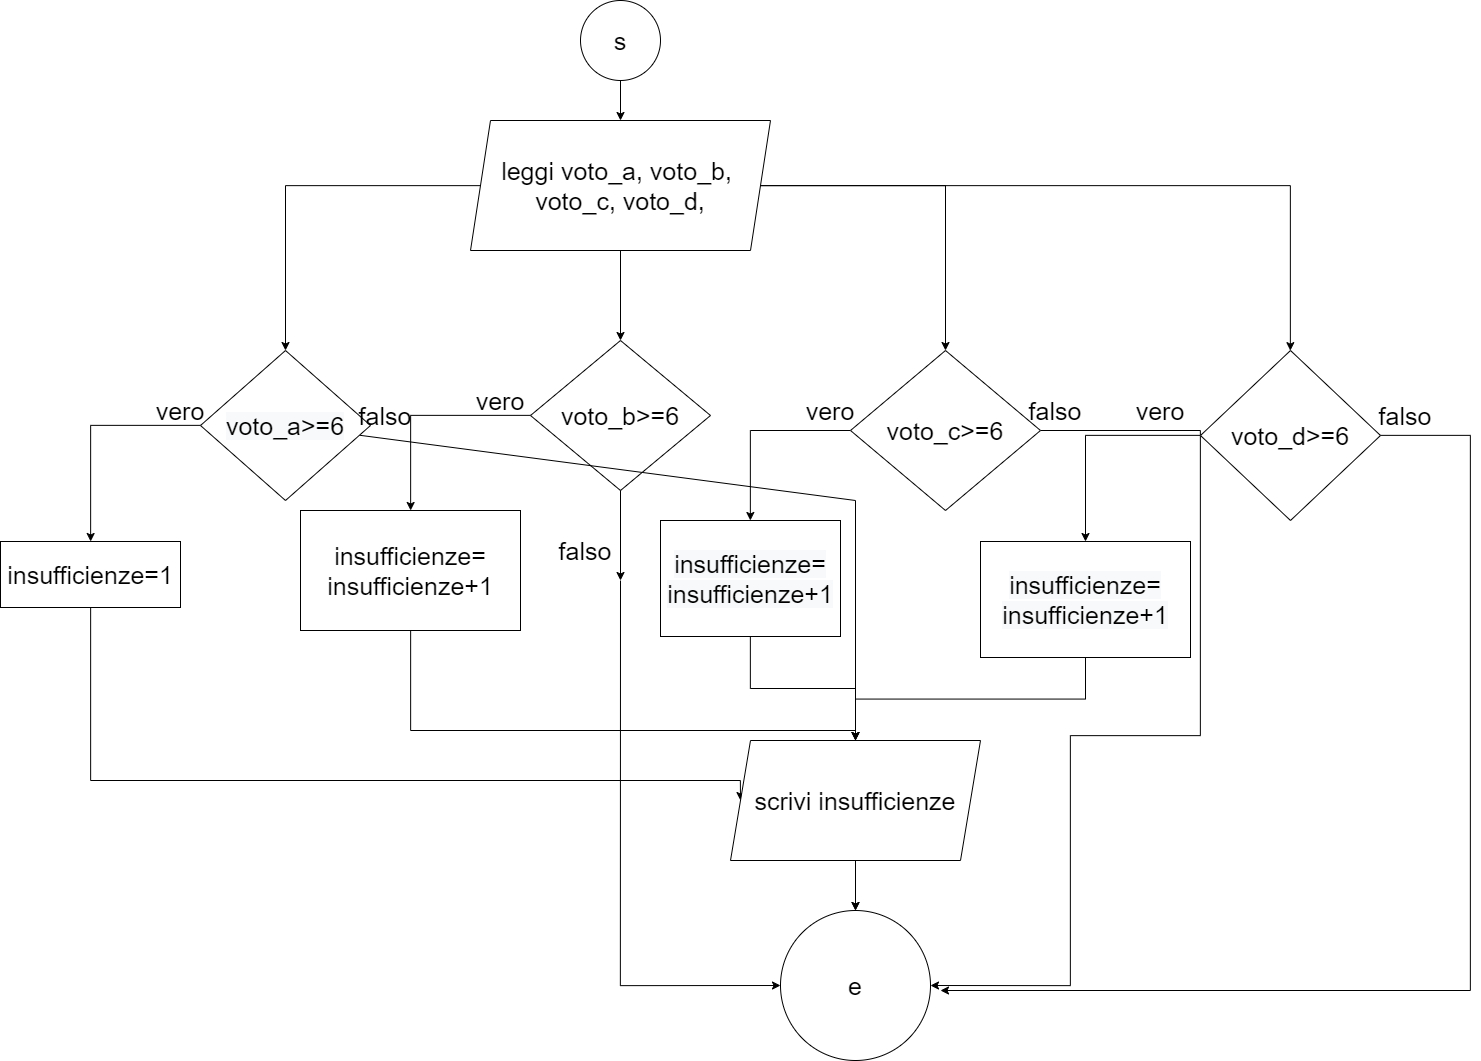 s
leggi voto_a, voto_b,
voto_c, voto_d,
vero
voto_a>=6
falso
vero
voto_b>=6
vero
voto_c>=6
falso
vero
voto_d>=6
falso
falso
insufficienze=1
insufficienze=
insufficienze+1
insufficienze=
insufficienze+1
insufficienze=
insufficienze+1
scrivi insufficienze
e